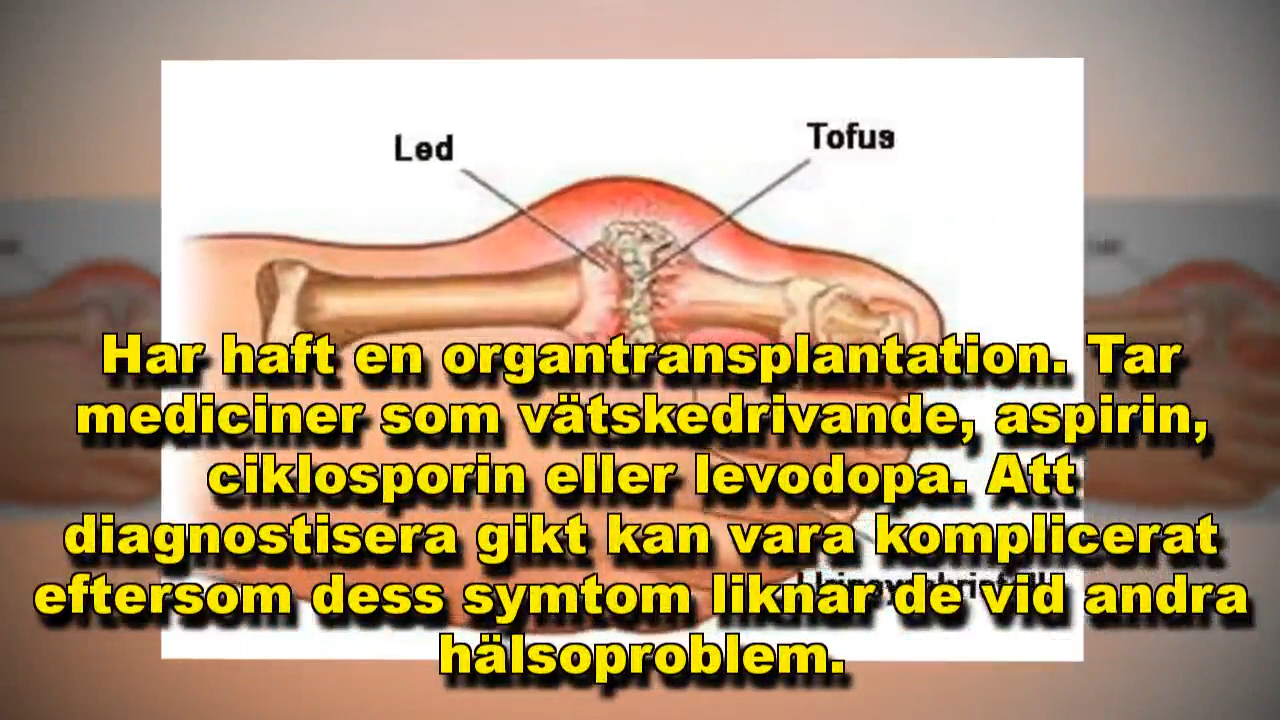 Led
Tofus
Har haft en organtransplantation. Tar
mediciner som vätskedrivande, aspirin,
ciklosporin eller levodopa. Att
diagnostisera gikt kan vara komplicerat
eftersom dess symtom liknar de vid andra
hälsoproblem.